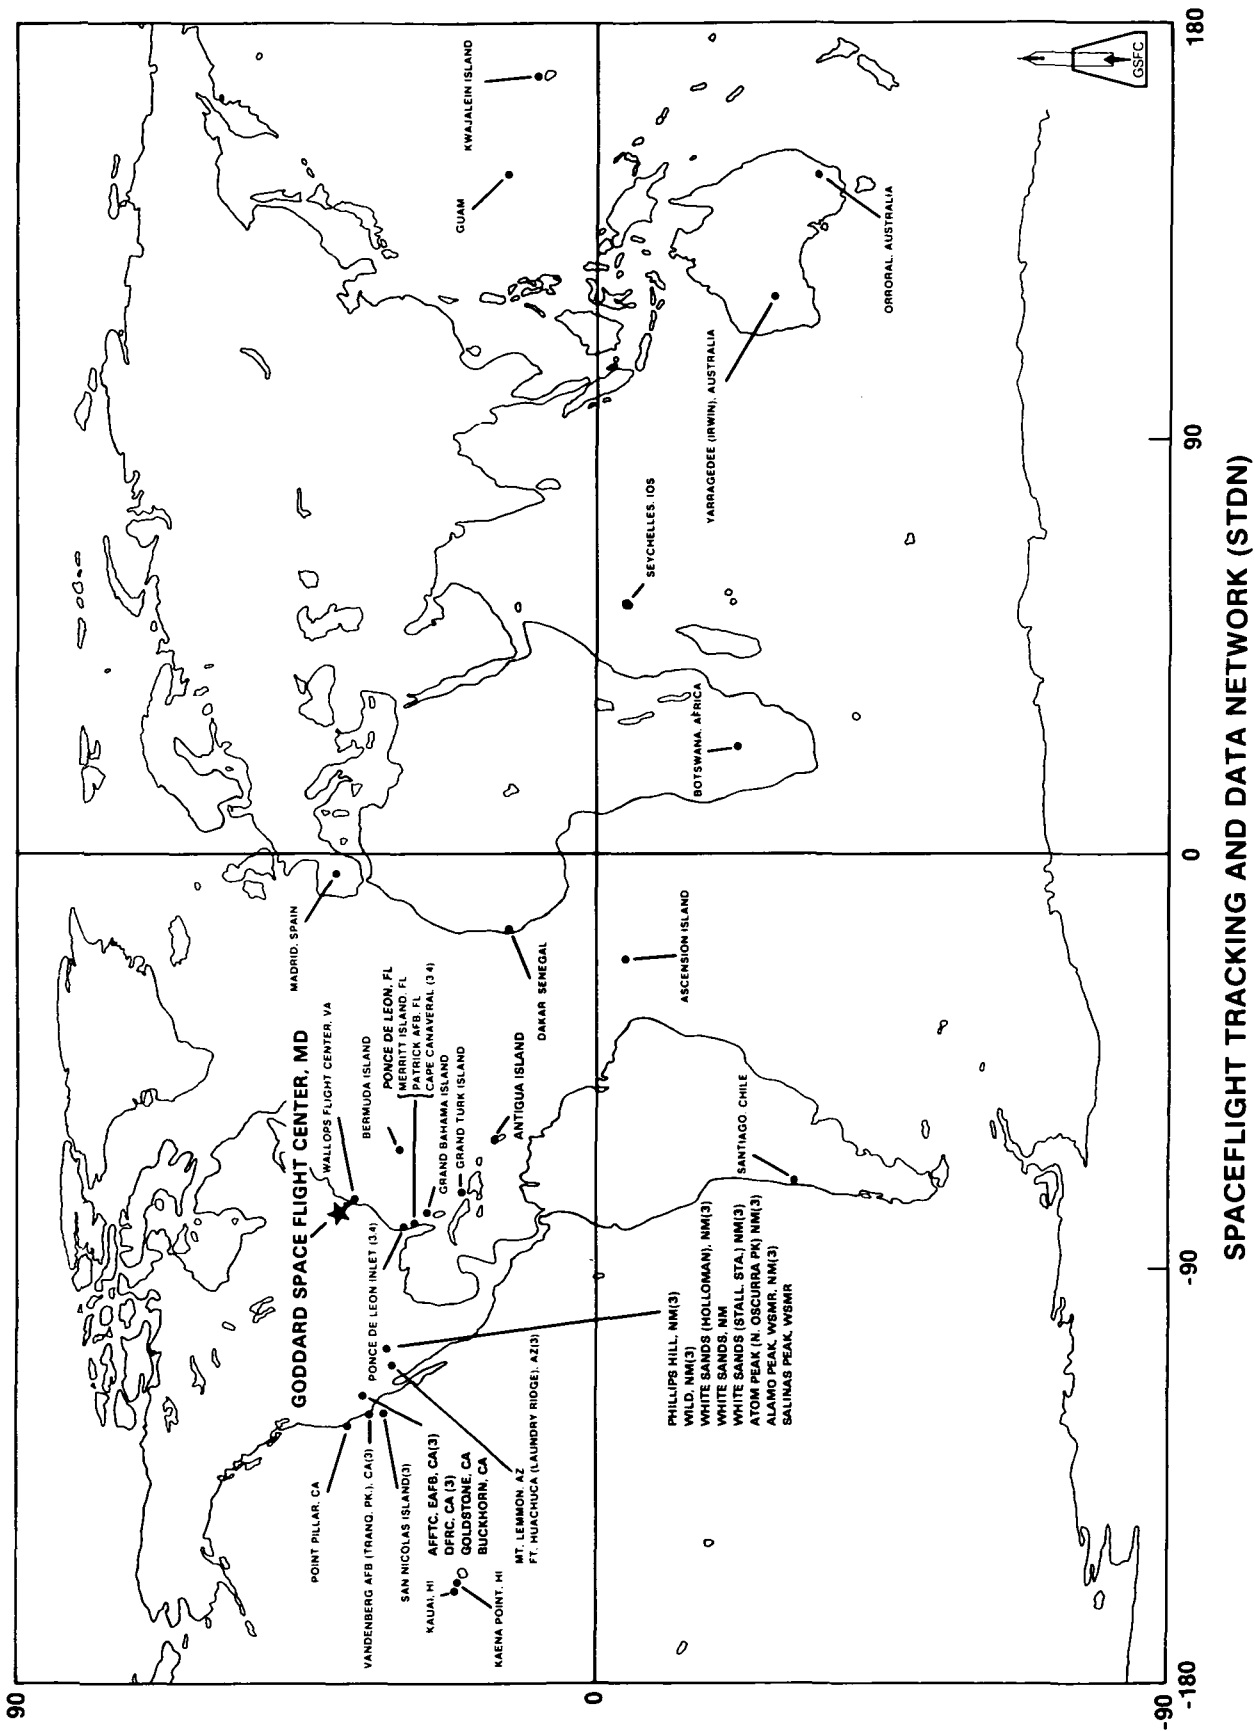 90
0
-90
-180
-90
0
90
180
KWAJALEIN ISLAND
GUAM
ORRORAL, AUSTRALIA
YARRAGEDEE (IRWIN), AUSTRALIA
SEYCHELLES, IOS
BOTSWANA, AFRICA
MADRID, SPAIN
DAKAR SENEGAL
ASCENSION ISLAND
GODDARD SPACE FLIGHT CENTER, MD
WALLOPS FLIGHT CENTER, VA
BERMUDA ISLAND
PONCE DE LEON, FL
MERRITT ISLAND, FL
PATRICK AFB, FL
CAPE CANAVERAL (3 4)
GRAND BAHAMA ISLAND
GRAND TURK ISLAND
ANTIGUA ISLAND
SANTIAGO, CHILE
PONCE DE LEON INLET (3,4)
PHILLIPS HILL, NM(3)
WILD, NM(3)
WHITE SANDS (HOLLOMAN), NM(3)
WHITE SANDS, NM
WHITE SANDS (STALL. STA.) NM(3)
ATOM PEAK (N. OSCURRA PK) NM(3)
ALAMO PEAK, WSMR, NM(3)
SALINAS PEAK, WSMR
POINT PILLAR, CA
VANDENBERG AFB (TRANQ. PK.), CA(3)
SAN NICOLAS ISLAND(3)
AFFTC, EAFB, CA(3)
DFRC, CA (3)
GOLDSTONE, CA
BUCKHORN, CA
MT. LEMMON, AZ
FT. HUACHUCA (LAUNDRY RIDGE), AZ(3)
KAUAI, HI
KAENA POINT, HI
GSFC
SPACEFLIGHT TRACKING AND DATA NETWORK (STDN)